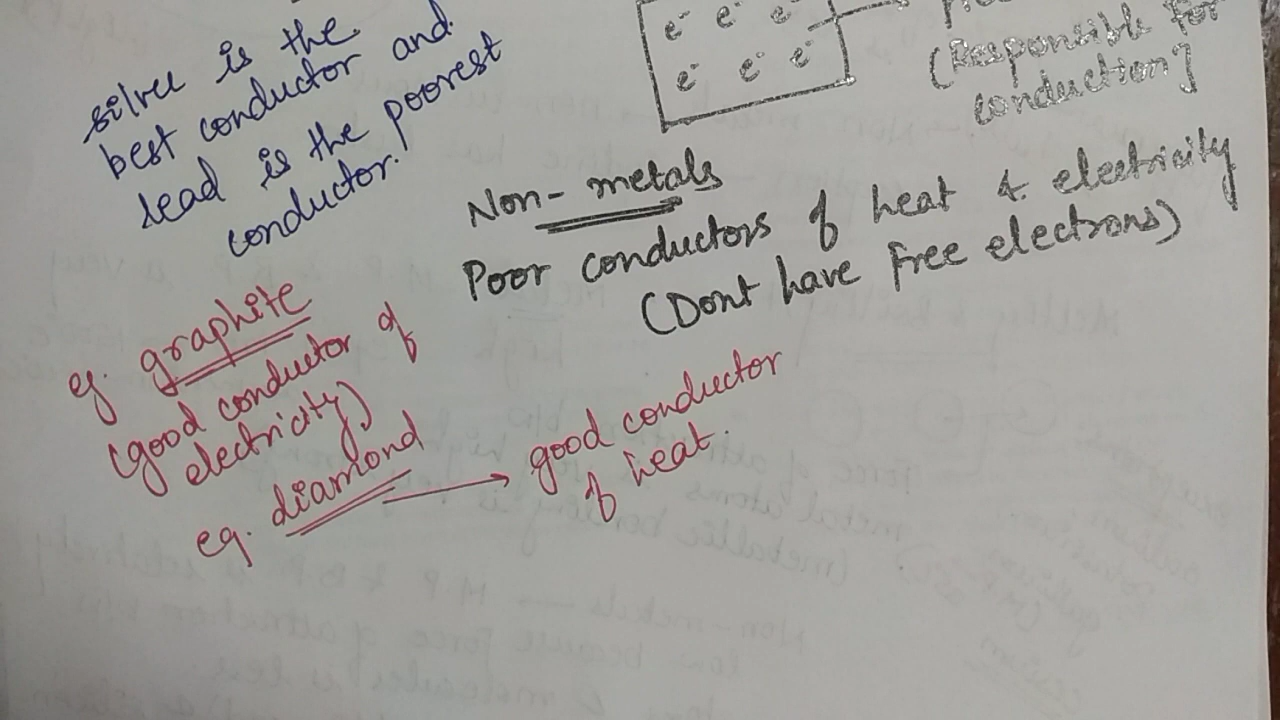 silver is the
best conductor and
lead is the poorest
conductor.
e⁻ e⁻ e⁻
e⁻ e⁻ e⁻
(Responsible for
conduction]
Non-metals
Poor conductors of heat & electricity
(Dont have free electrons)
eg. graphite
(good conductor of
electricity)
eg. diamond → good conductor
of heat.